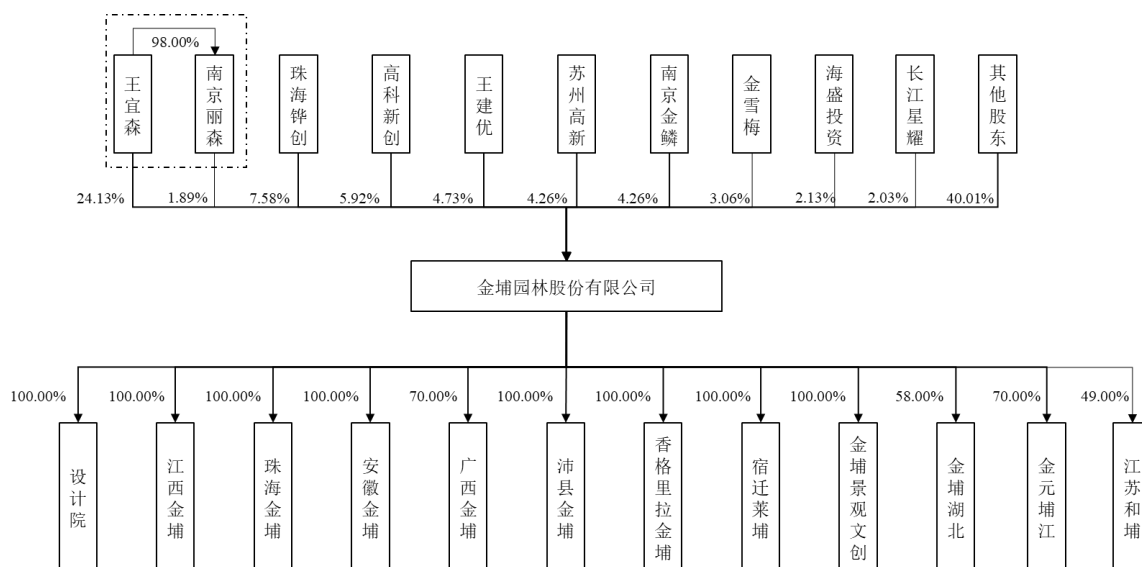 98.00%
王宜森
南京丽森
珠海铧创
高科新创
王建优
苏州高新
南京金鳞
金雪梅
海盛投资
长江星耀
其他股东
24.13%
1.89%
7.58%
5.92%
4.73%
4.26%
4.26%
3.06%
2.13%
2.03%
40.01%
金埔园林股份有限公司
100.00%
100.00%
100.00%
100.00%
70.00%
100.00%
100.00%
100.00%
100.00%
58.00%
70.00%
49.00%
设计院
江西金埔
珠海金埔
安徽金埔
广西金埔
沛县金埔
香格里拉金埔
宿迁莱埔
金埔景观文创
金埔湖北
金元埔江
江苏和埔